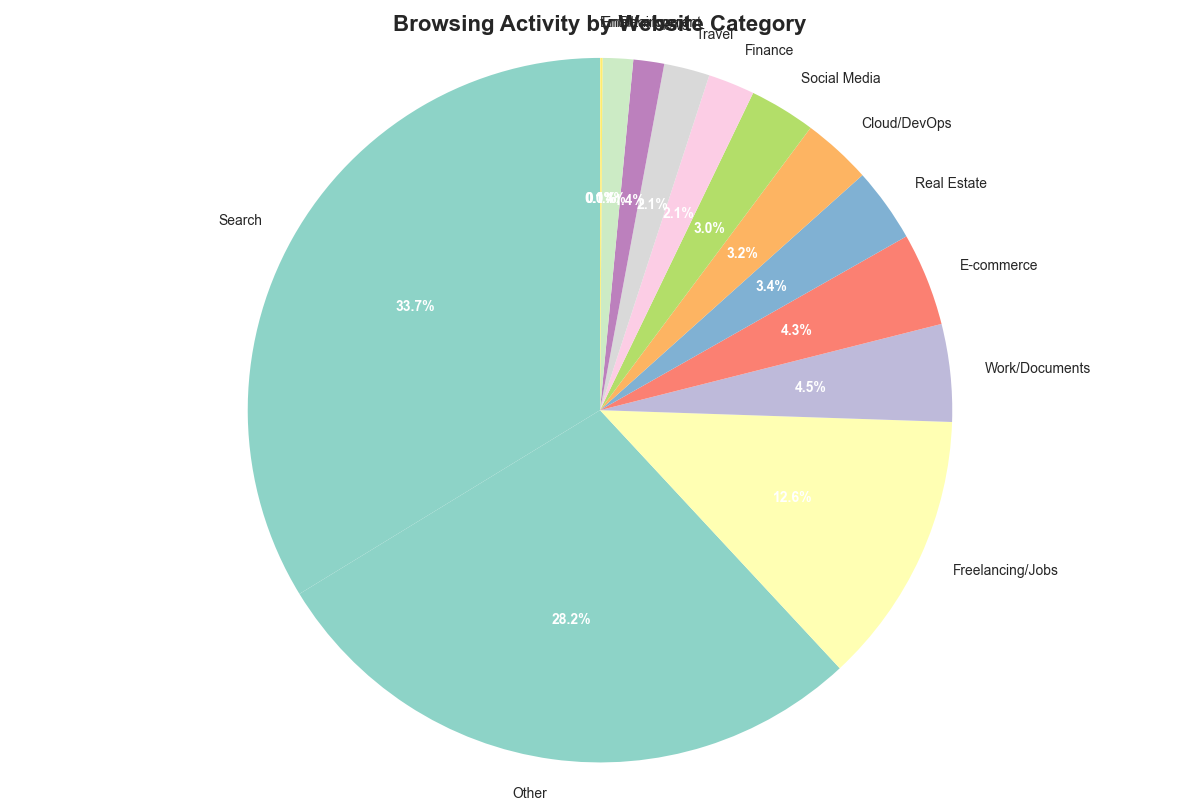 Browsing Activity by Website Category
Travel
Finance
Social Media
Cloud/DevOps
Real Estate
E-commerce
Work/Documents
Freelancing/Jobs
Other
Search
33.7%
28.2%
12.6%
4.5%
4.3%
3.4%
3.2%
3.0%
2.1%
2.1%